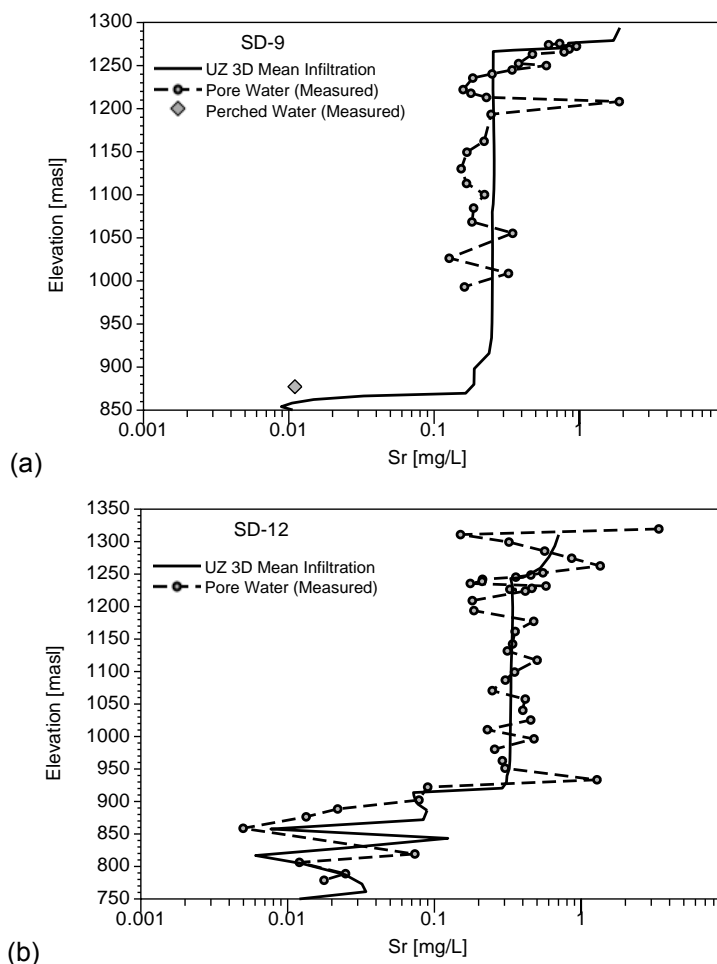 SD-9
UZ 3D Mean Infiltration
Pore Water (Measured)
Perched Water (Measured)
Elevation [masl]
1300
1250
1200
1150
1100
1050
1000
950
900
850
0.001 0.01 0.1 1
Sr [mg/L]
(a)
SD-12
UZ 3D Mean Infiltration
Pore Water (Measured)
Elevation [masl]
1350
1300
1250
1200
1150
1100
1050
1000
950
900
850
800
750
0.001 0.01 0.1 1
Sr [mg/L]
(b)